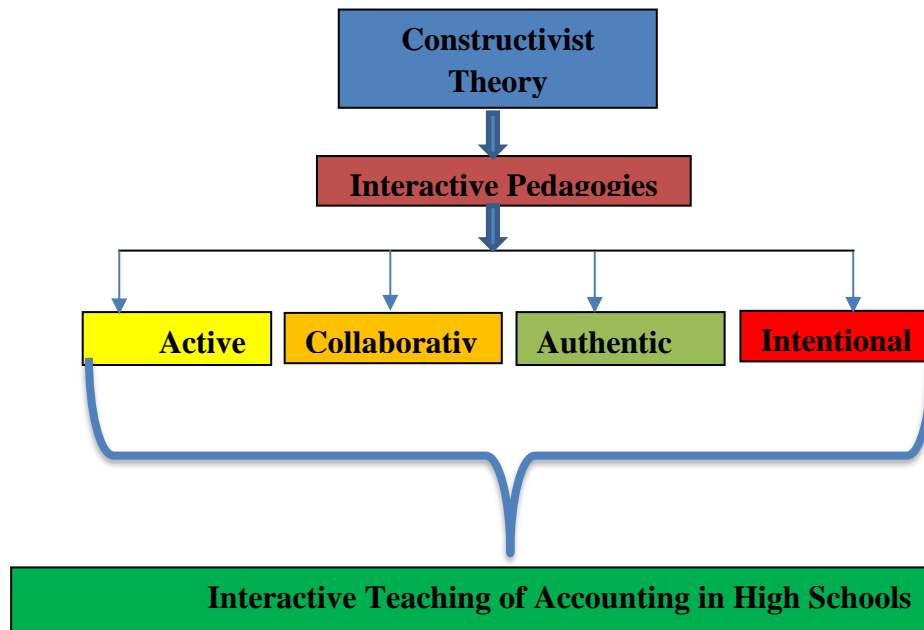 Constructivist
Theory
Interactive Pedagogies
Active
Collaborativ
Authentic
Intentional
Interactive Teaching of Accounting in High Schools